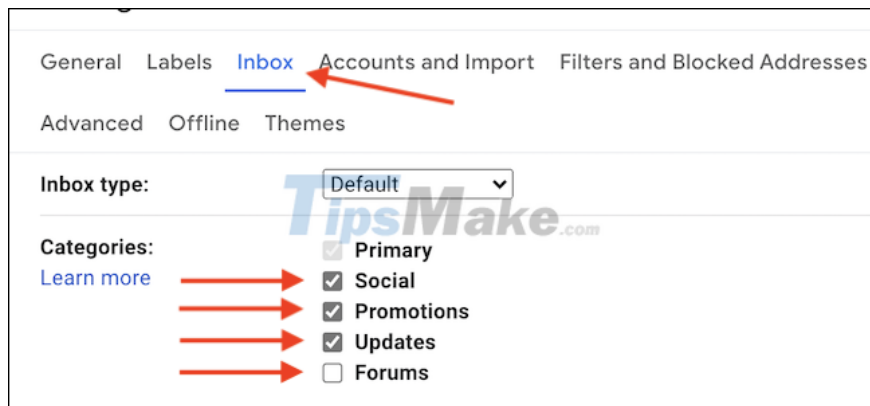 General Labels Inbox Accounts and Import Filters and Blocked Addresses
Advanced Offline Themes
Inbox type: Default
TipsMake.com
Categories: Primary
Learn more Social
Promotions
Updates
Forums